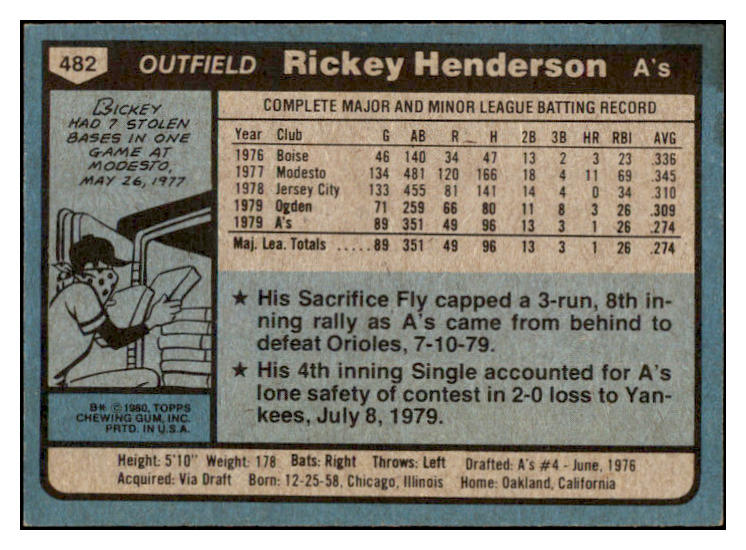 482 OUTFIELD Rickey Henderson A's
RICKEY
HAD 7 STOLEN
BASES IN ONE
GAME AT
MODESTO,
MAY 26, 1977
COMPLETE MAJOR AND MINOR LEAGUE BATTING RECORD
Year Club G AB R H 2B 3B HR RBI AVG
1976 Boise 46 140 34 47 13 2 3 23 .336
1977 Modesto 134 481 120 166 18 4 11 69 .345
1978 Jersey City 133 455 81 141 14 4 0 34 .310
1979 Ogden 71 259 66 80 11 8 3 26 .309
1979 A's 89 351 49 96 13 3 1 26 .274
Maj. Lea. Totals .....89 351 49 96 13 3 1 26 .274
★ His Sacrifice Fly capped a 3-run, 8th in-
ning rally as A's came from behind to
defeat Orioles, 7-10-79.
★ His 4th inning Single accounted for A's
lone safety of contest in 2-0 loss to Yan-
kees, July 8, 1979.
B* © 1980, TOPPS
CHEWING GUM, INC.
PRTD. IN U.S.A.
Height: 5'10" Weight: 178 Bats: Right Throws: Left Drafted: A's #4 - June, 1976
Acquired: Via Draft Born: 12-25-58, Chicago, Illinois Home: Oakland, California